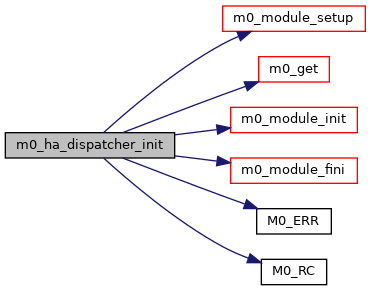 m0_ha_dispatcher_init
m0_module_setup
m0_get
m0_module_init
m0_module_fini
M0_ERR
M0_RC